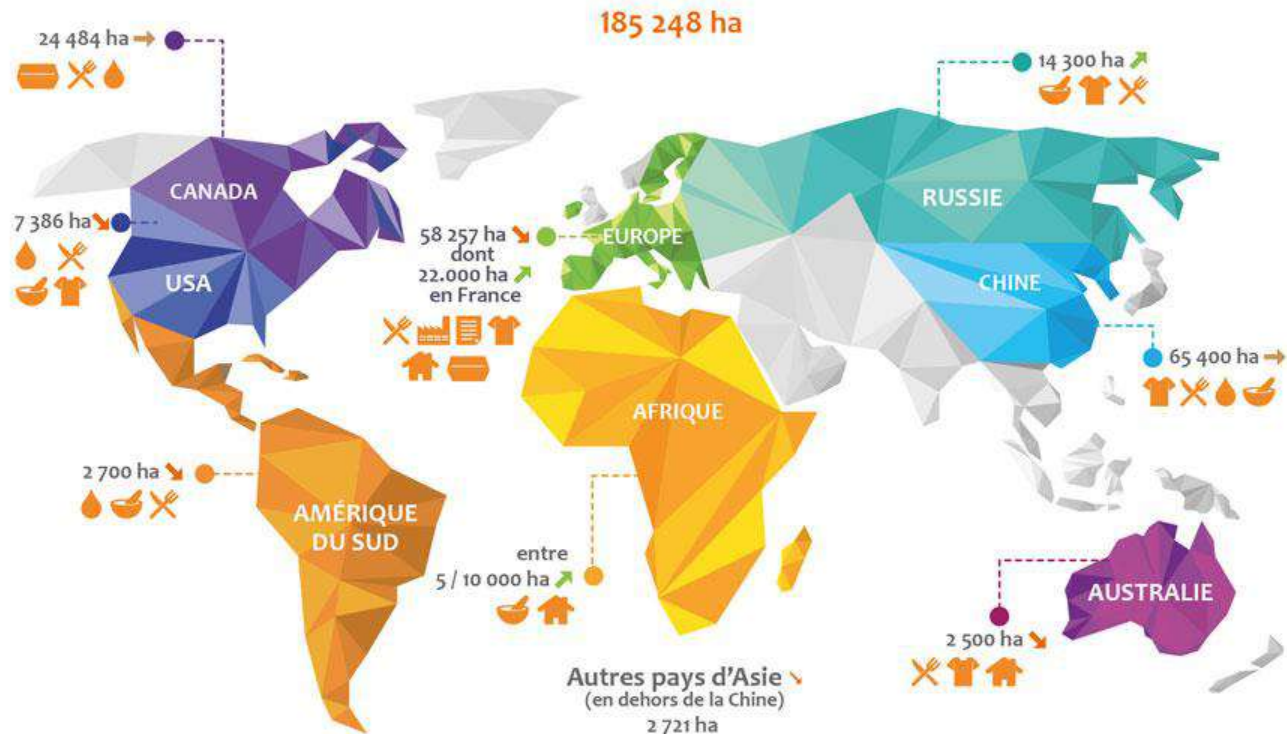 185 248 ha
24 484 ha
14 300 ha
CANADA
RUSSIE
7 386 ha
USA
58 257 ha
dont
22.000 ha
en France
EUROPE
CHINE
65 400 ha
AFRIQUE
2 700 ha
AMÉRIQUE
DU SUD
entre
5 / 10 000 ha
AUSTRALIE
2 500 ha
Autres pays d'Asie
(en dehors de la Chine)
2 721 ha